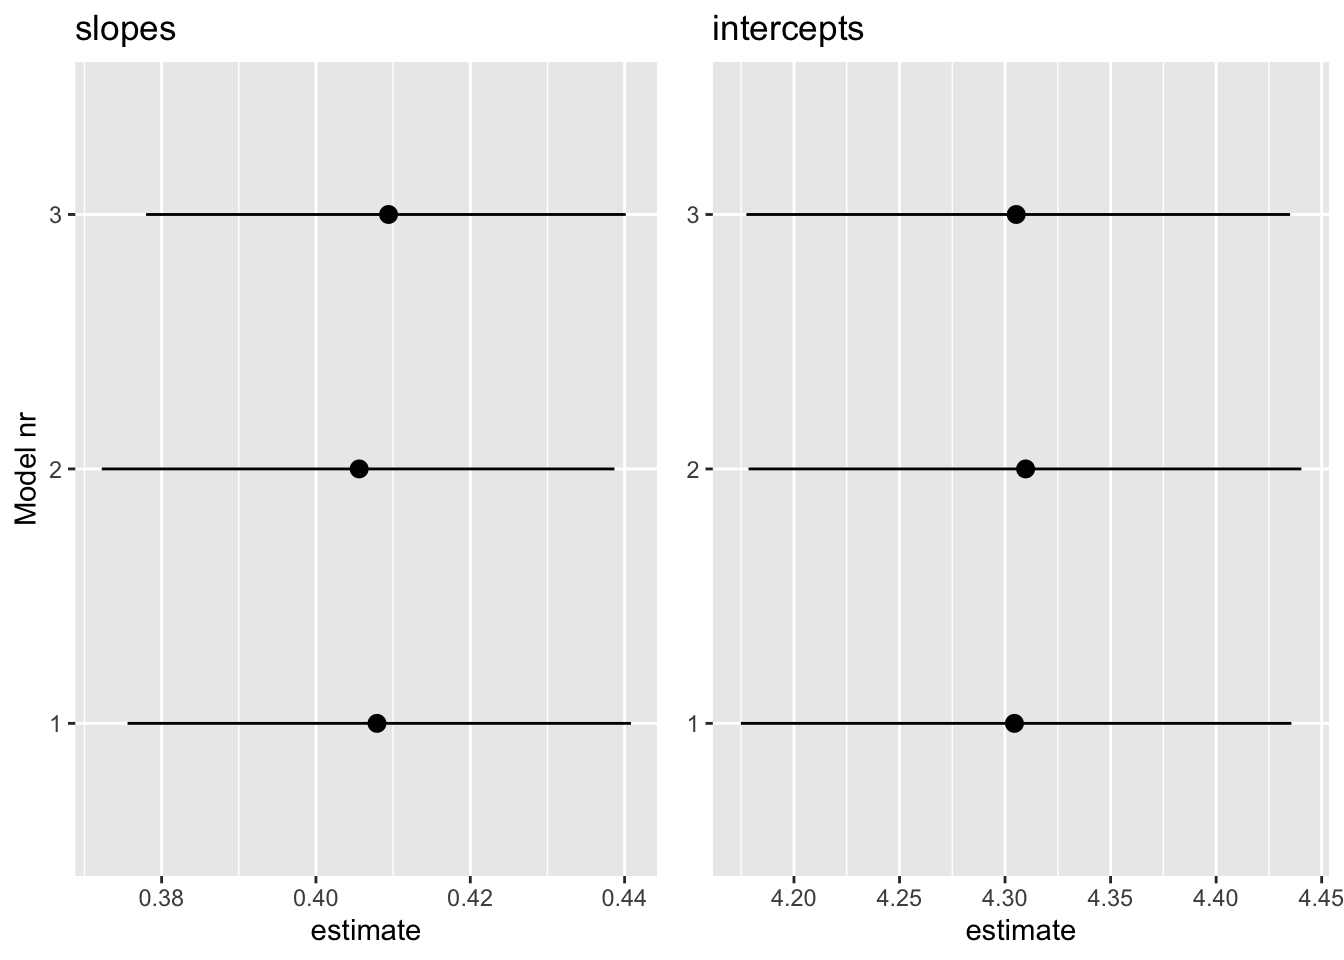 slopes
Model nr
3
2
1
0.38 0.40 0.42 0.44
estimate
intercepts
3
2
1
4.20 4.25 4.30 4.35 4.40 4.45
estimate